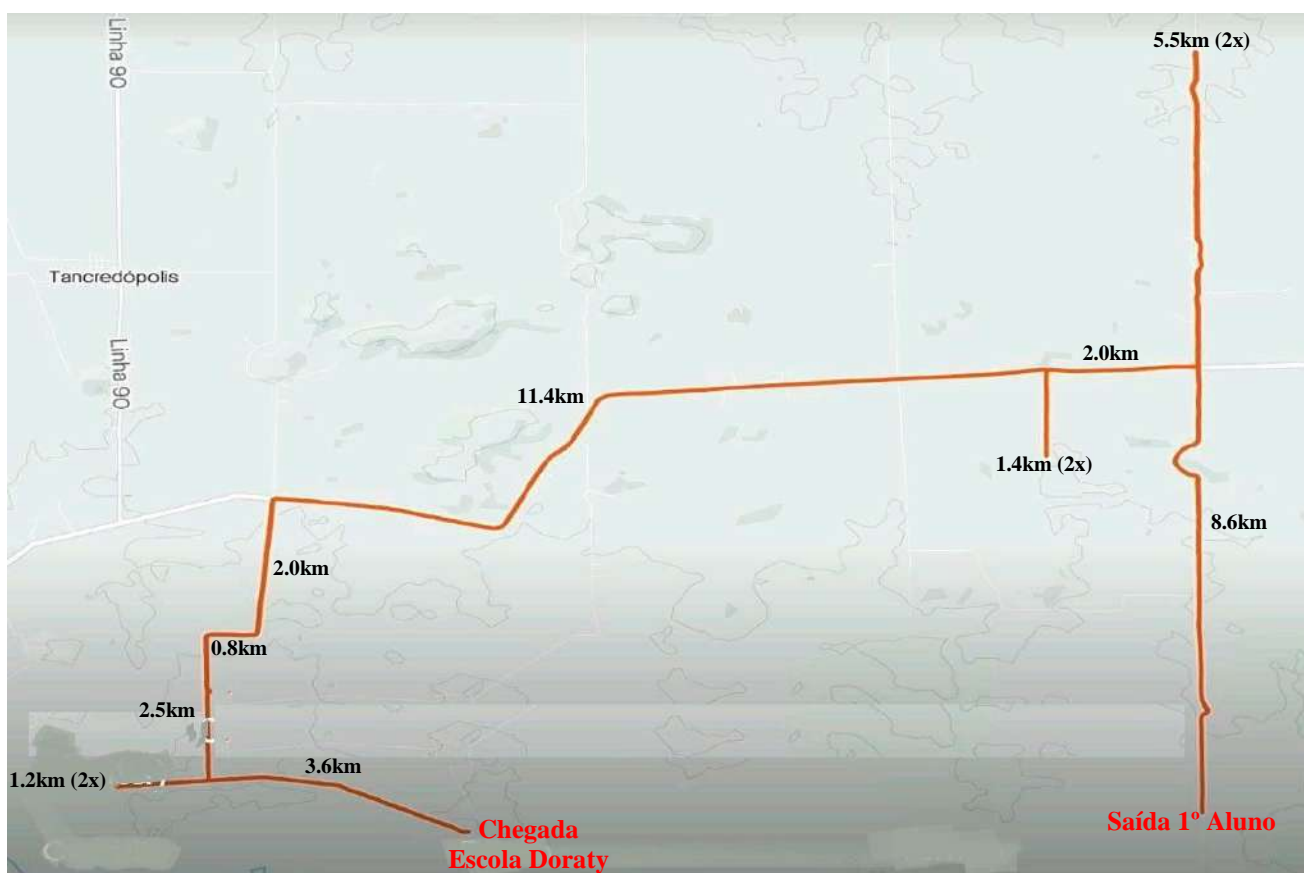 Linha 90
5.5km (2x)
Tancredópolis
Linha 90
2.0km
11.4km
1.4km (2x)
8.6km
2.0km
0.8km
2.5km
3.6km
1.2km (2x)
Saída 1º Aluno
Chegada
Escola Doraty